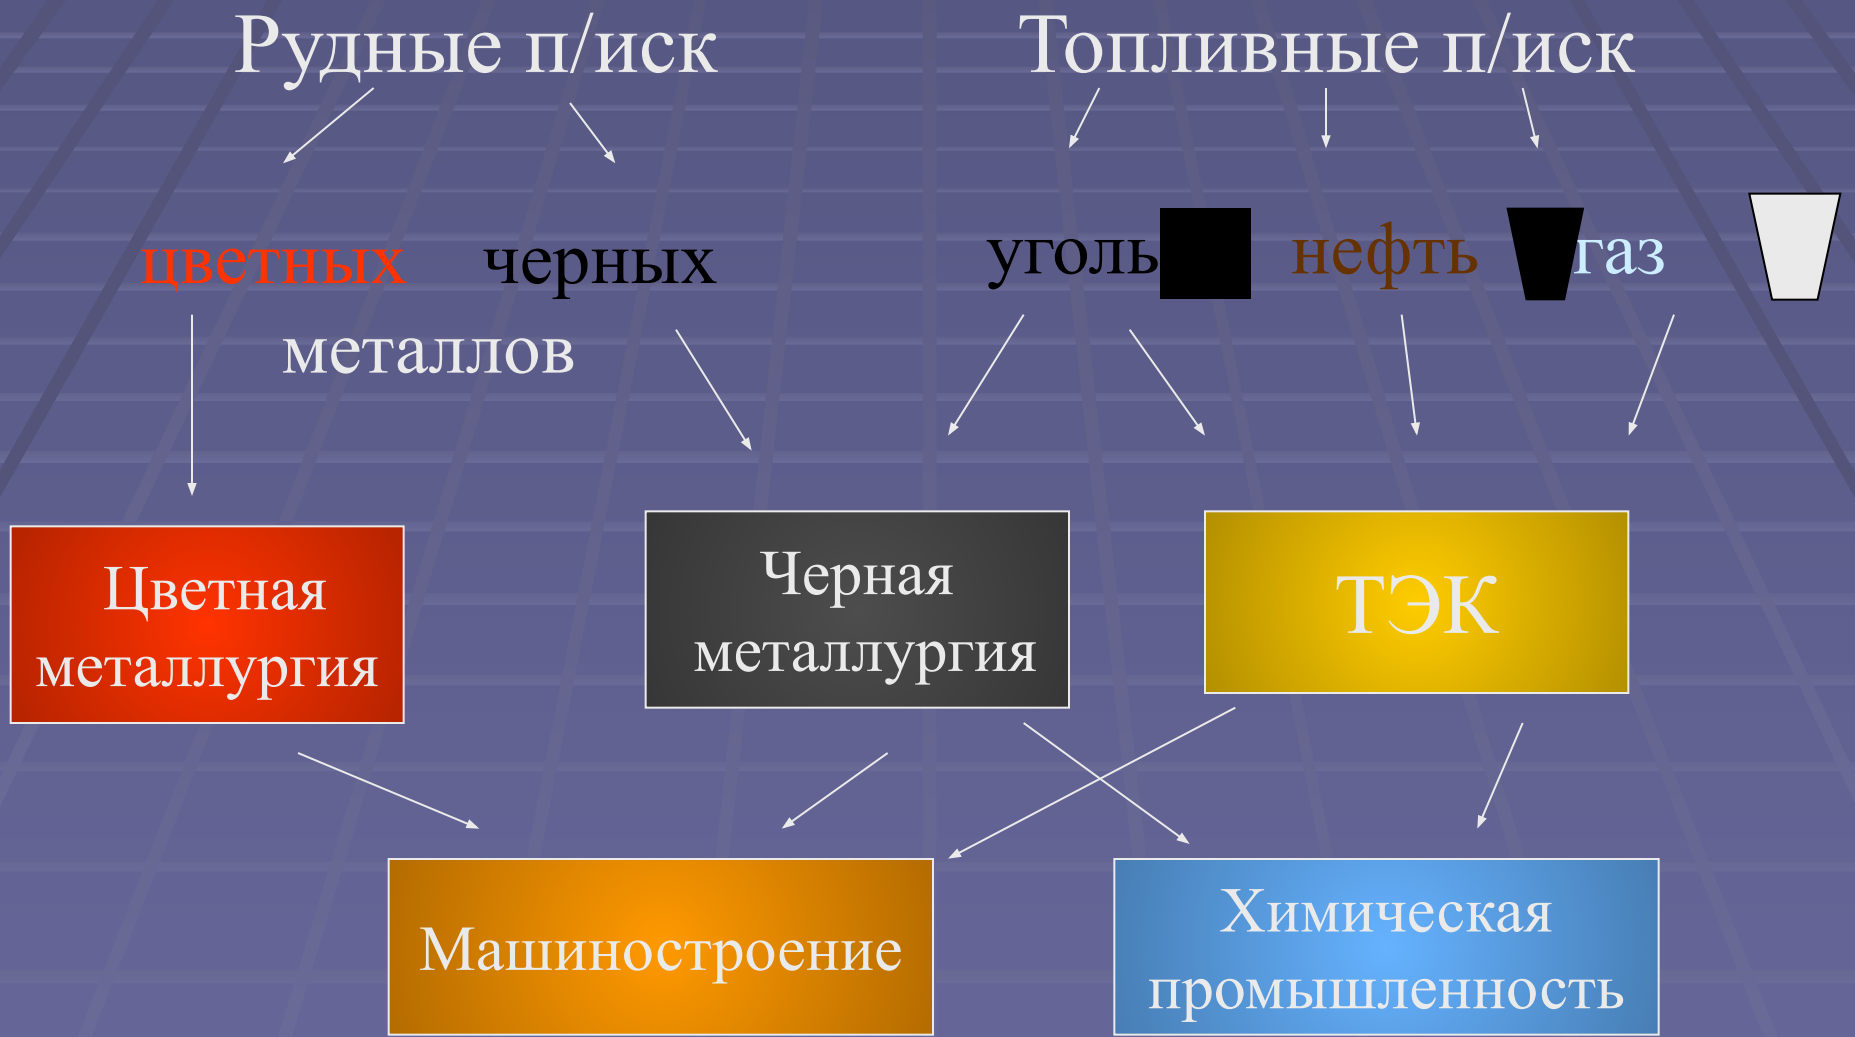 Рудные п/иск Топливные п/иск
цветных черных уголь нефть газ
металлов
Цветная
металлургия
Черная
металлургия
ТЭК
Машиностроение
Химическая
промышленность